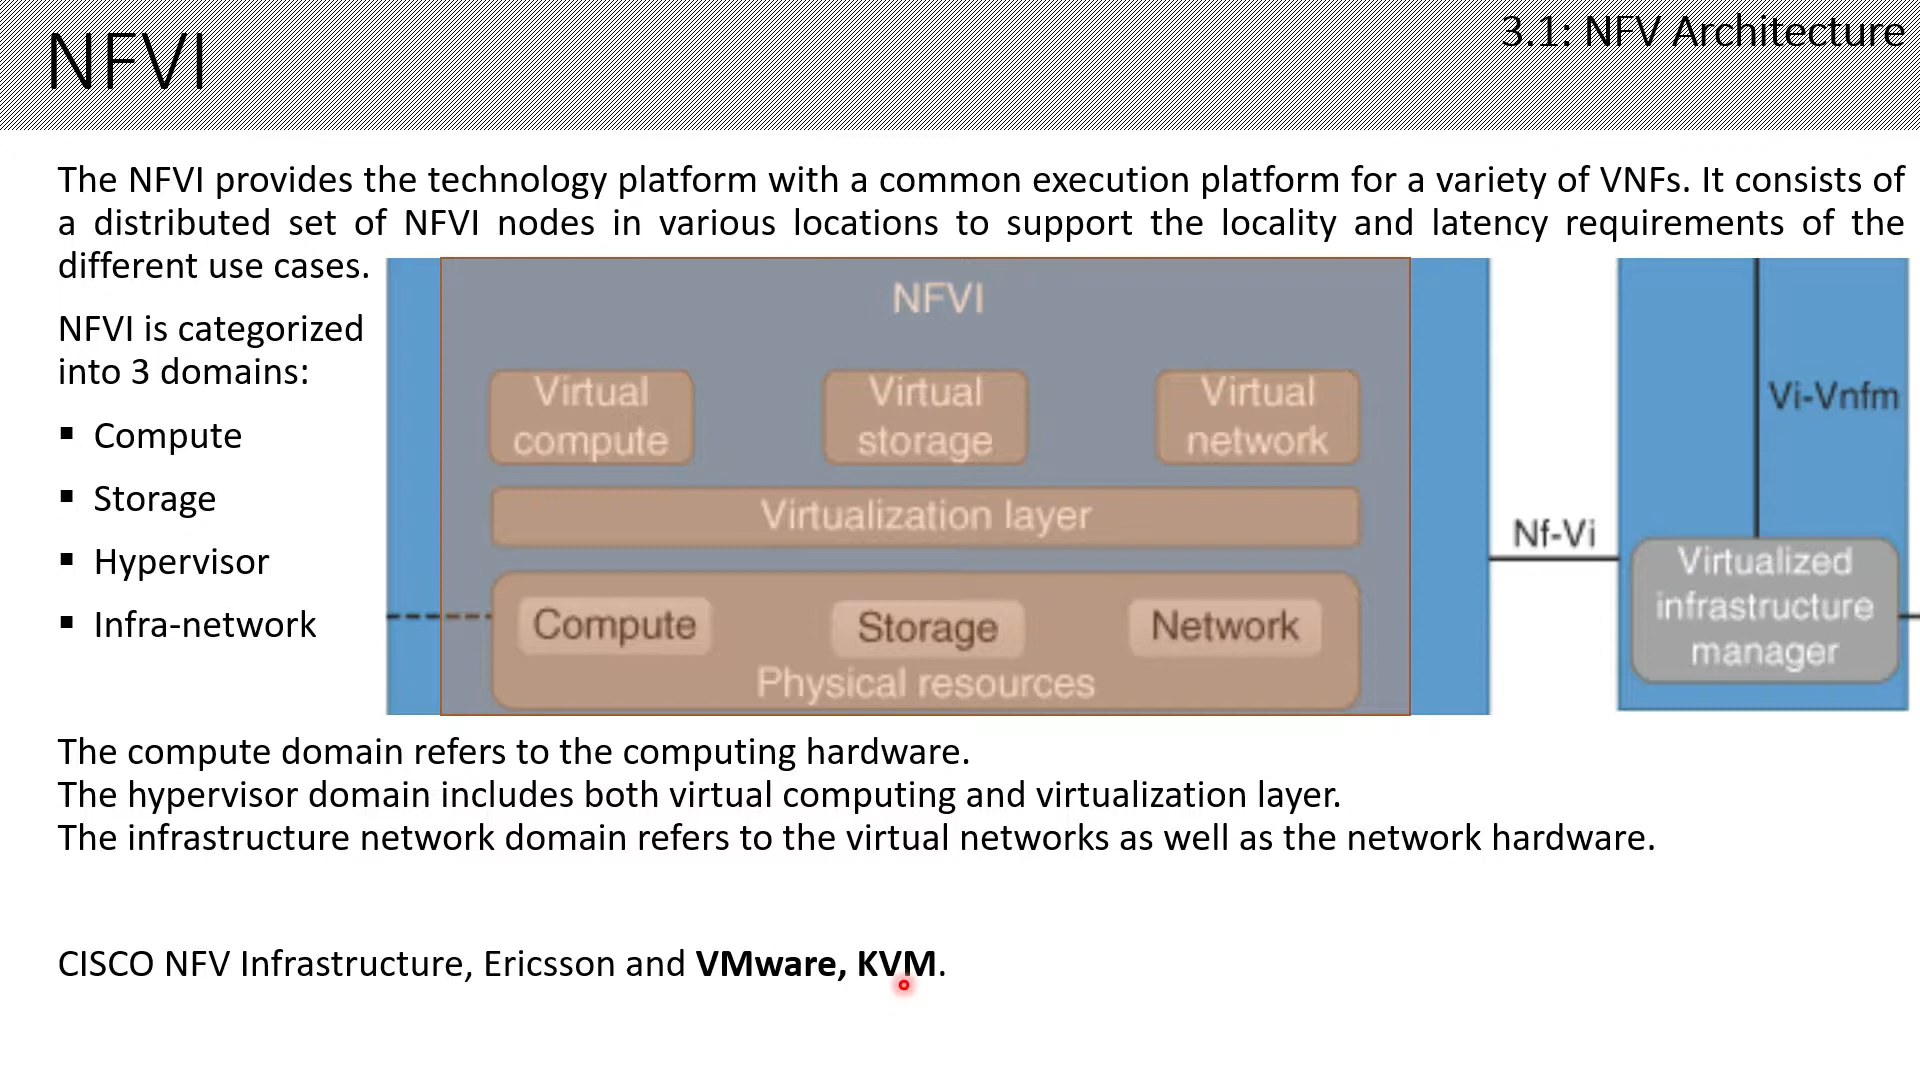 NFVI
3.1: NFV Architecture
The NFVI provides the technology platform with a common execution platform for a variety of VNFs. It consists of
a distributed set of NFVI nodes in various locations to support the locality and latency requirements of the
different use cases.
NFVI is categorized
into 3 domains:
▪ Compute
▪ Storage
▪ Hypervisor
▪ Infra-network
NFVI
Virtual
compute
Virtual
storage
Virtual
network
Virtualization layer
Compute
Storage
Network
Physical resources
Nf-Vi
Vi-Vnfm
Virtualized
infrastructure
manager
The compute domain refers to the computing hardware.
The hypervisor domain includes both virtual computing and virtualization layer.
The infrastructure network domain refers to the virtual networks as well as the network hardware.
CISCO NFV Infrastructure, Ericsson and VMware, KVM.